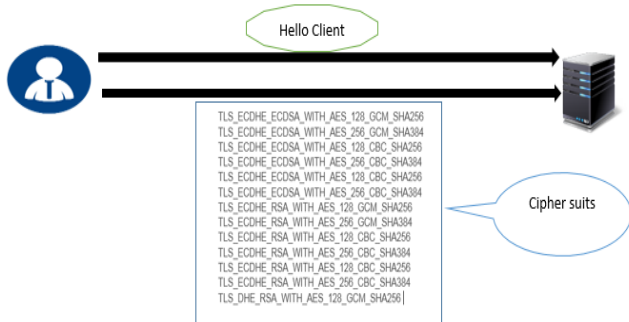 Hello Client
TLS_ECDHE_ECDSA_WITH_AES_128_GCM_SHA256
TLS_ECDHE_ECDSA_WITH_AES_256_GCM_SHA384
TLS_ECDHE_ECDSA_WITH_AES_128_CBC_SHA256
TLS_ECDHE_ECDSA_WITH_AES_256_CBC_SHA384
TLS_ECDHE_ECDSA_WITH_AES_128_CBC_SHA256
TLS_ECDHE_ECDSA_WITH_AES_256_CBC_SHA384
TLS_ECDHE_RSA_WITH_AES_128_GCM_SHA256
TLS_ECDHE_RSA_WITH_AES_256_GCM_SHA384
TLS_ECDHE_RSA_WITH_AES_128_CBC_SHA256
TLS_ECDHE_RSA_WITH_AES_256_CBC_SHA384
TLS_ECDHE_RSA_WITH_AES_128_CBC_SHA256
TLS_ECDHE_RSA_WITH_AES_256_CBC_SHA384
TLS_DHE_RSA_WITH_AES_128_GCM_SHA256
Cipher suits